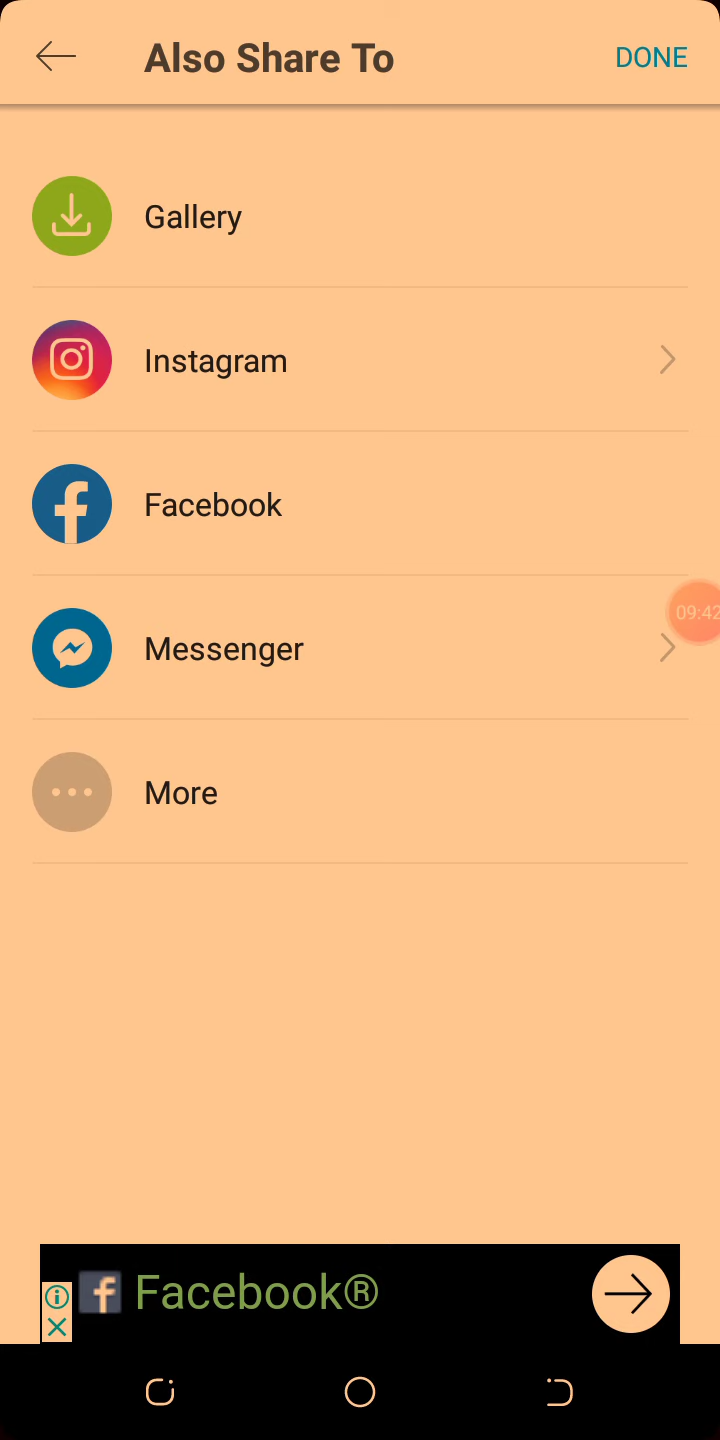 Also Share To
DONE
Gallery
Instagram
Facebook
09:42
Messenger
More
Facebook®